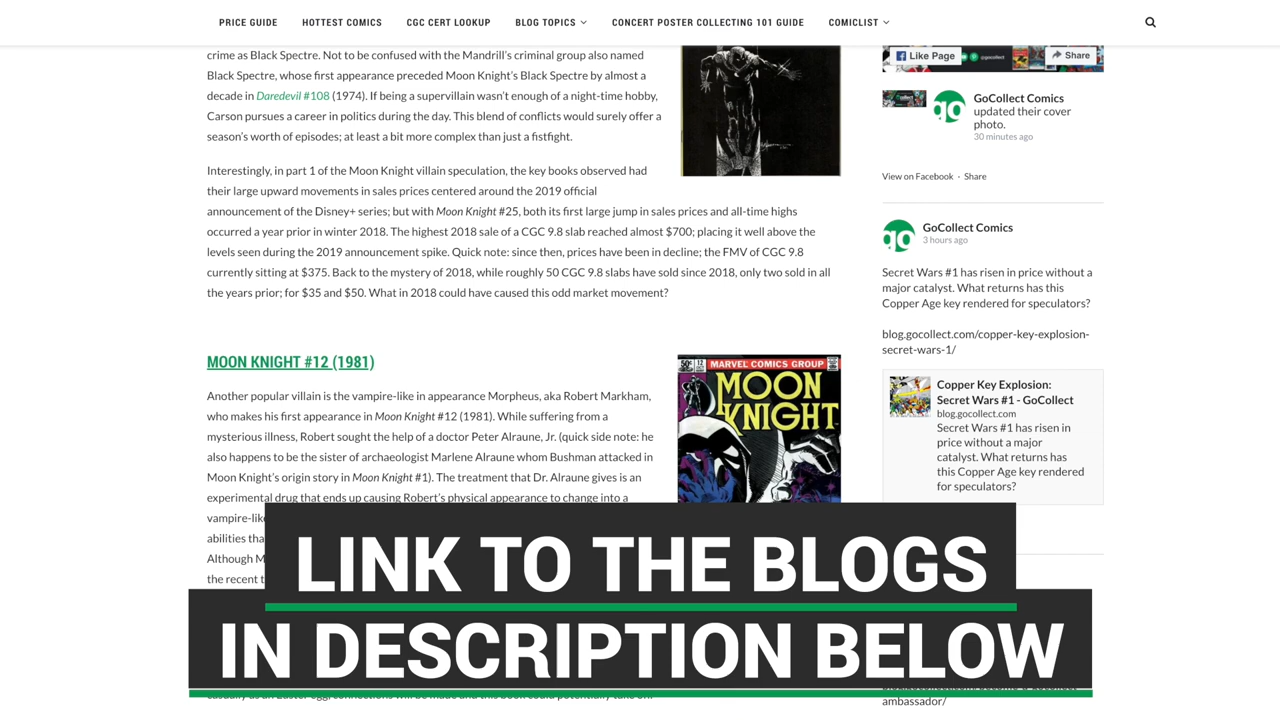 PRICE GUIDE HOTTEST COMICS CGC CERT LOOKUP BLOG TOPICS CONCERT POSTER COLLECTING 101 GUIDE COMICLIST
crime as Black Spectre. Not to be confused with the Mandrill's criminal group also named
Black Spectre, whose first appearance preceded Moon Knight's Black Spectre by almost a
decade in Daredevil #108 (1974). If being a supervillain wasn't enough of a night-time hobby,
Carson pursues a career in politics during the day. This blend of conflicts would surely offer a
season's worth of episodes; at least a bit more complex than just a fistfight.
Interestingly, in part 1 of the Moon Knight villain speculation, the key books observed had
their large upward movements in sales prices centered around the 2019 official
announcement of the Disney+ series; but with Moon Knight #25, both its first large jump in sales prices and all-time highs
occurred a year prior in winter 2018. The highest 2018 sale of a CGC 9.8 slab reached almost $700; placing it well above the
levels seen during the 2019 announcement spike. Quick note: since then, prices have been in decline; the FMV of CGC 9.8
currently sitting at $375. Back to the mystery of 2018, while roughly 50 CGC 9.8 slabs have sold since 2018, only two sold in all
the years prior; for $35 and $50. What in 2018 could have caused this odd market movement?
MOON KNIGHT #12 (1981)
Another popular villain is the vampire-like in appearance Morpheus, aka Robert Markham,
who makes his first appearance in Moon Knight #12 (1981). While suffering from a
mysterious illness, Robert sought the help of a doctor Peter Alraune, Jr. (quick side note: he
also happens to be the sister of archaeologist Marlene Alraune whom Bushman attacked in
Moon Knight's origin story in Moon Knight #1). The treatment that Dr. Alraune gives is an
experimental drug that ends up causing Robert's physical appearance to change into a
vampire-lik
abilities tha
Although M
the recent t
50¢ 12 MARVEL COMICS GROUP
MOON
KNIGHT
Like Page
Share
GoCollect Comics
updated their cover
photo.
30 minutes ago
View on Facebook · Share
go
GoCollect Comics
3 hours ago
Secret Wars #1 has risen in price without a
major catalyst. What returns has this
Copper Age key rendered for speculators?
blog.gocollect.com/copper-key-explosion-
secret-wars-1/
Copper Key Explosion:
Secret Wars #1 - GoCollect
blog.gocollect.com
Secret Wars #1 has risen in
price without a major
catalyst. What returns has
this Copper Age key rendered
for speculators?
ambassador/
LINK TO THE BLOGS
IN DESCRIPTION BELOW